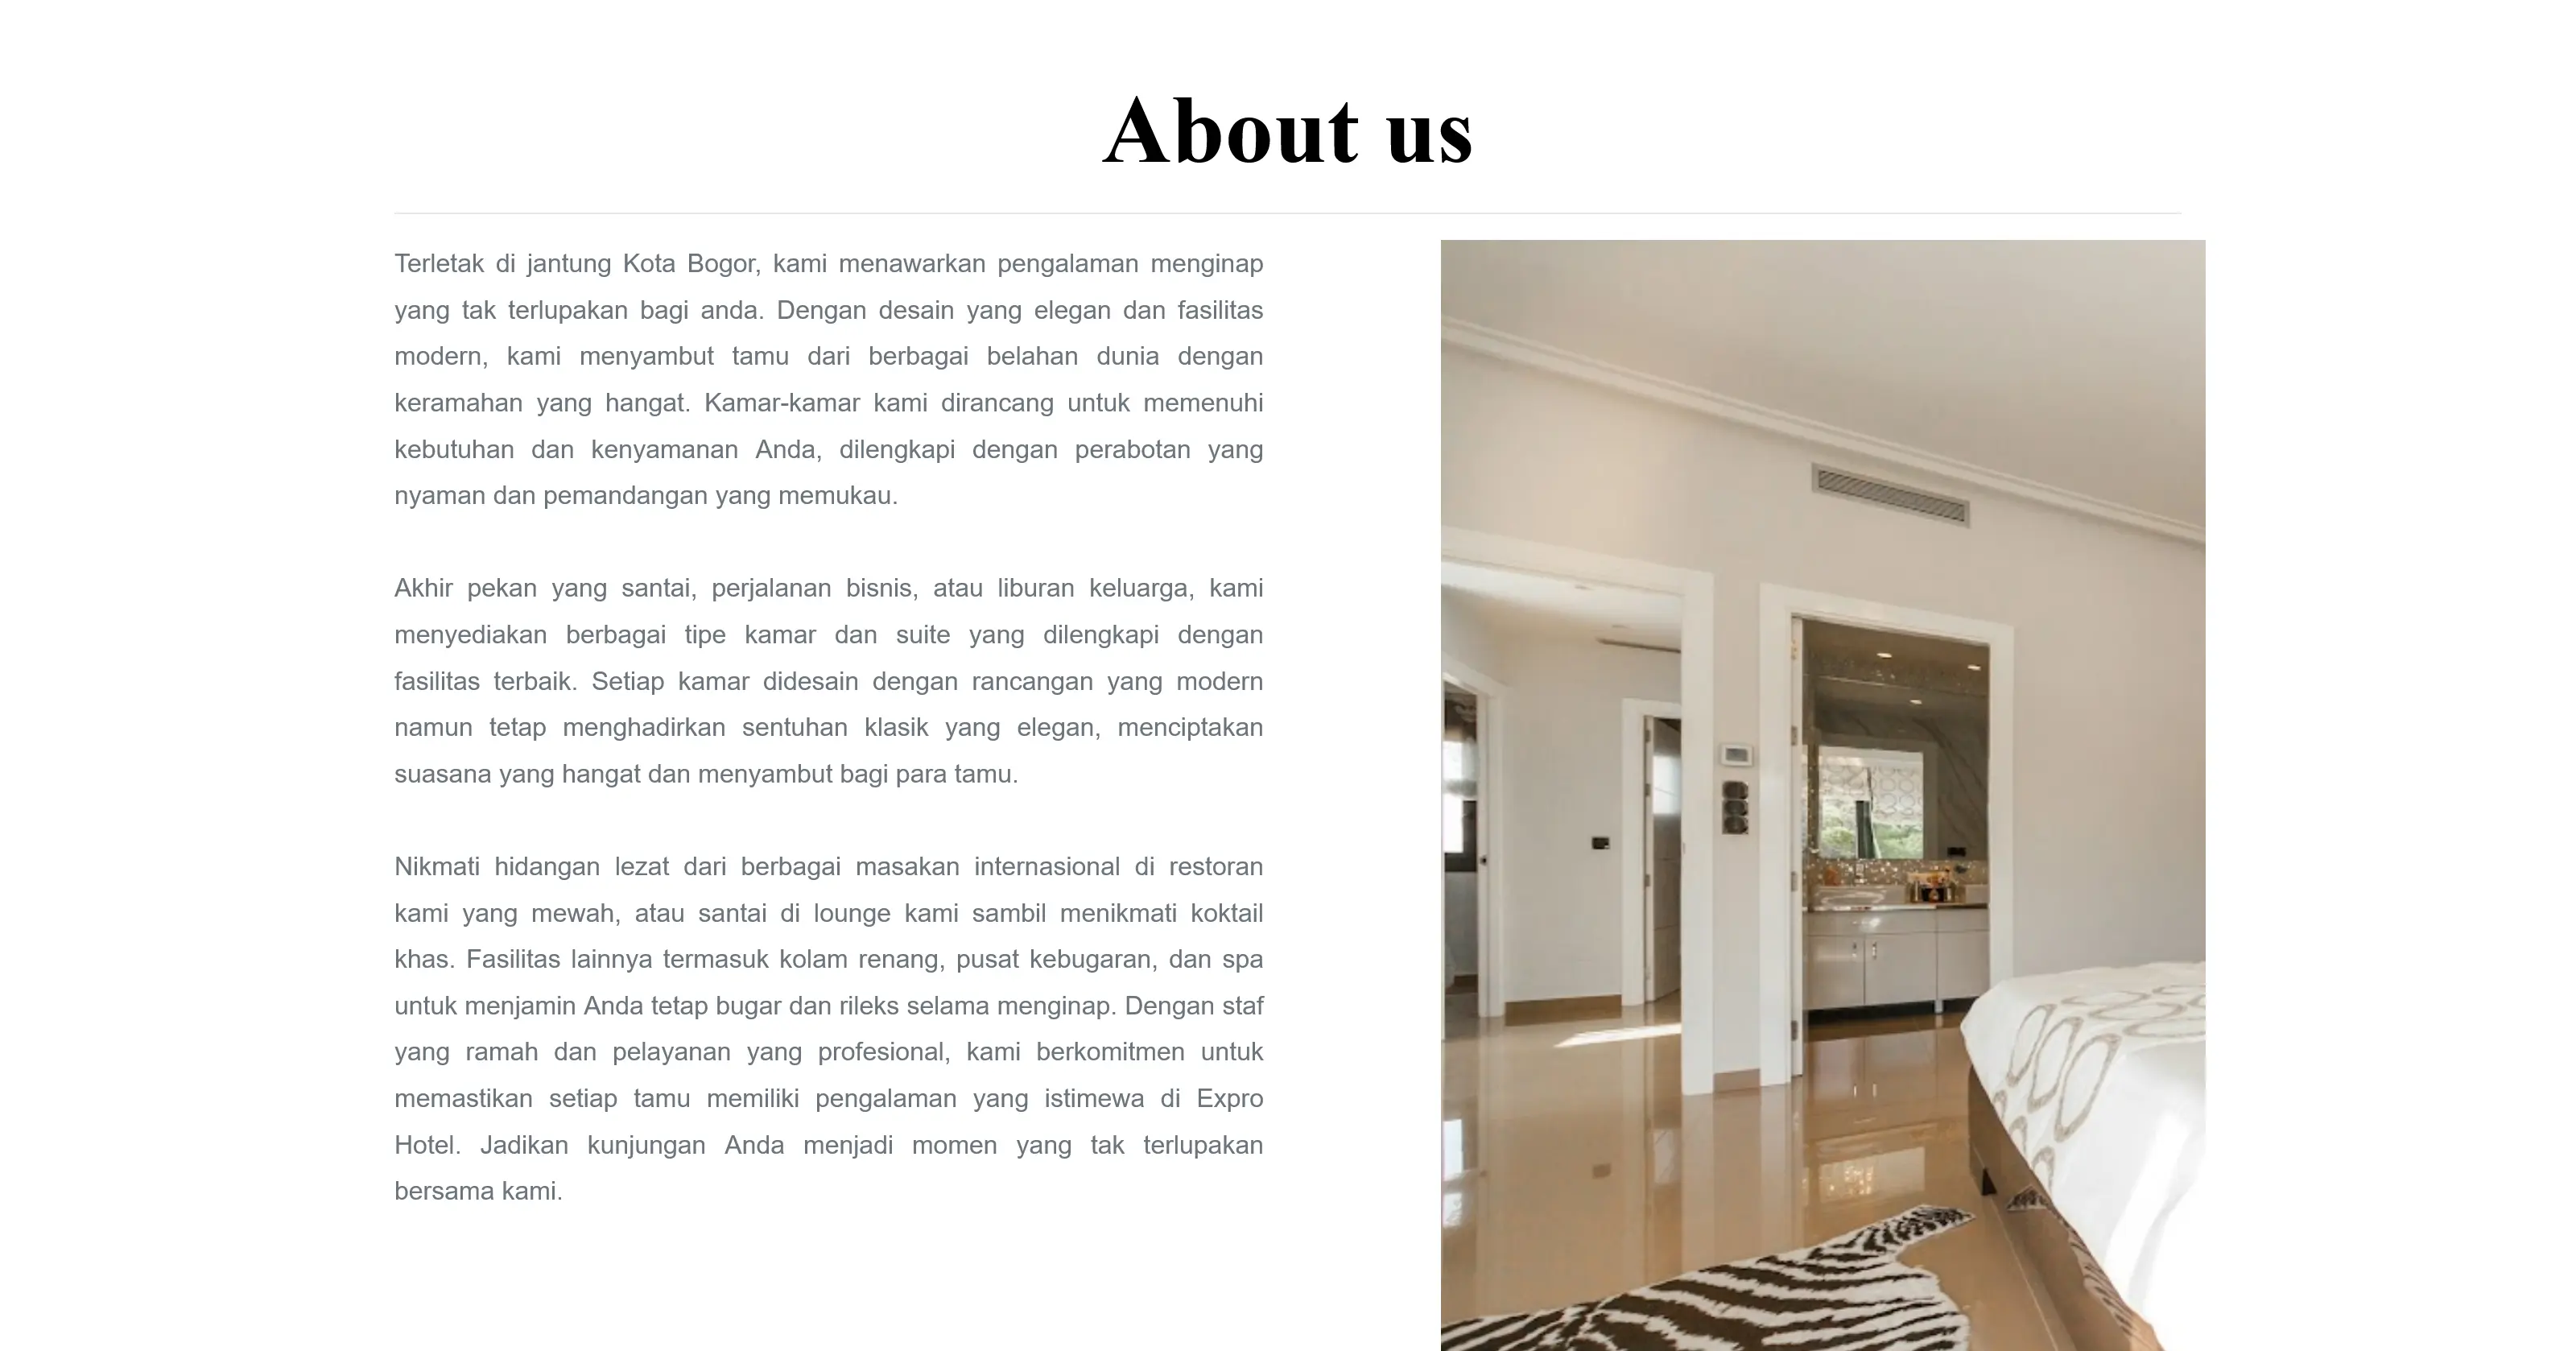 About us
Terletak di jantung Kota Bogor, kami menawarkan pengalaman menginap
yang tak terlupakan bagi anda. Dengan desain yang elegan dan fasilitas
modern, kami menyambut tamu dari berbagai belahan dunia dengan
keramahan yang hangat. Kamar-kamar kami dirancang untuk memenuhi
kebutuhan dan kenyamanan Anda, dilengkapi dengan perabotan yang
nyaman dan pemandangan yang memukau.
Akhir pekan yang santai, perjalanan bisnis, atau liburan keluarga, kami
menyediakan berbagai tipe kamar dan suite yang dilengkapi dengan
fasilitas terbaik. Setiap kamar didesain dengan rancangan yang modern
namun tetap menghadirkan sentuhan klasik yang elegan, menciptakan
suasana yang hangat dan menyambut bagi para tamu.
Nikmati hidangan lezat dari berbagai masakan internasional di restoran
kami yang mewah, atau santai di lounge kami sambil menikmati koktail
khas. Fasilitas lainnya termasuk kolam renang, pusat kebugaran, dan spa
untuk menjamin Anda tetap bugar dan rileks selama menginap. Dengan staf
yang ramah dan pelayanan yang profesional, kami berkomitmen untuk
memastikan setiap tamu memiliki pengalaman yang istimewa di Expro
Hotel. Jadikan kunjungan Anda menjadi momen yang tak terlupakan
bersama kami.